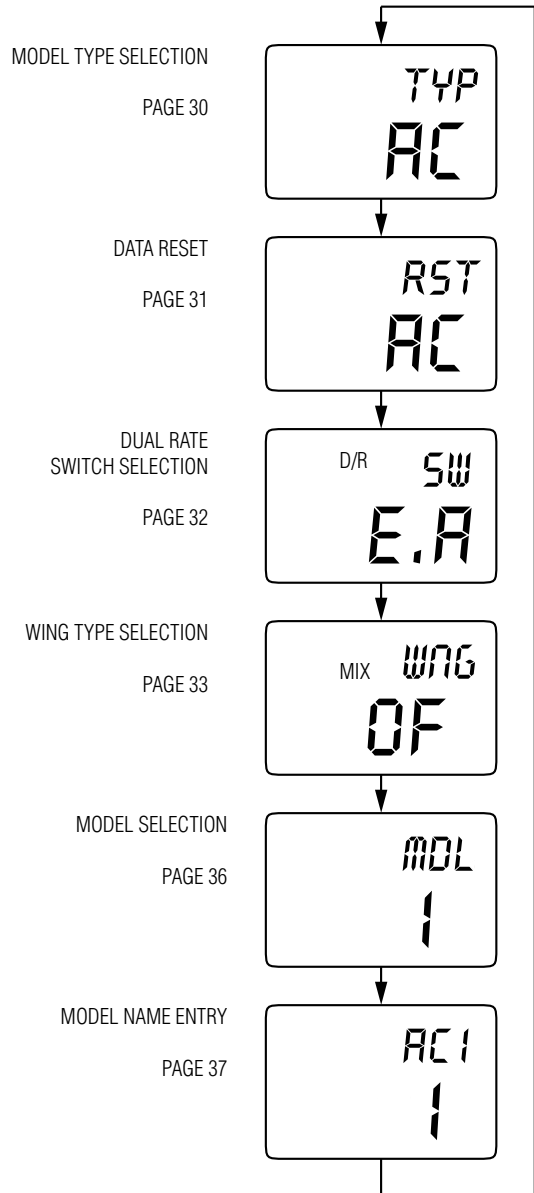 MODEL TYPE SELECTION
PAGE 30
TYP
AC
DATA RESET
PAGE 31
RST
AC
DUAL RATE
SWITCH SELECTION
PAGE 32
D/R SW
E.A
WING TYPE SELECTION
PAGE 33
MIX WNG
OF
MODEL SELECTION
PAGE 36
MDL
1
MODEL NAME ENTRY
PAGE 37
AC1
1